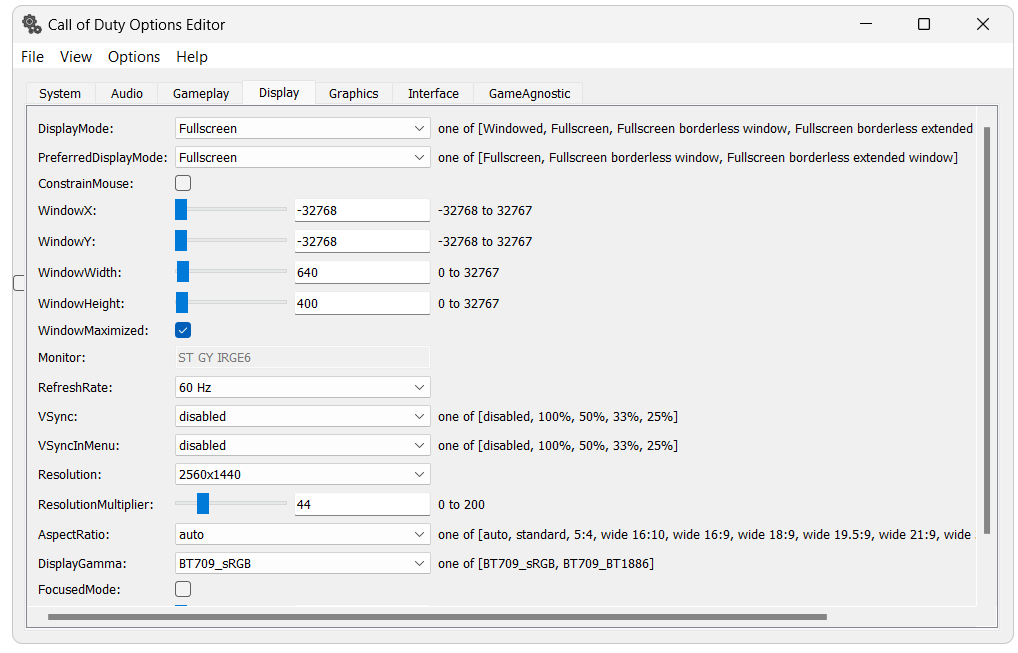 Call of Duty Options Editor
File View Options Help
System Audio Gameplay Display Graphics Interface GameAgnostic
DisplayMode: Fullscreen one of [Windowed, Fullscreen, Fullscreen borderless window, Fullscreen borderless extended
PreferredDisplayMode: Fullscreen one of [Fullscreen, Fullscreen borderless window, Fullscreen borderless extended window]
ConstrainMouse:
WindowX: -32768 -32768 to 32767
WindowY: -32768 -32768 to 32767
WindowWidth: 640 0 to 32767
WindowHeight: 400 0 to 32767
WindowMaximized:
Monitor: ST GY IRGE6
RefreshRate: 60 Hz
VSync: disabled one of [disabled, 100%, 50%, 33%, 25%]
VSyncInMenu: disabled one of [disabled, 100%, 50%, 33%, 25%]
Resolution: 2560x1440
ResolutionMultiplier: 44 0 to 200
AspectRatio: auto one of [auto, standard, 5:4, wide 16:10, wide 16:9, wide 18:9, wide 19.5:9, wide 21:9, wide
DisplayGamma: BT709_sRGB one of [BT709_sRGB, BT709_BT1886]
FocusedMode: